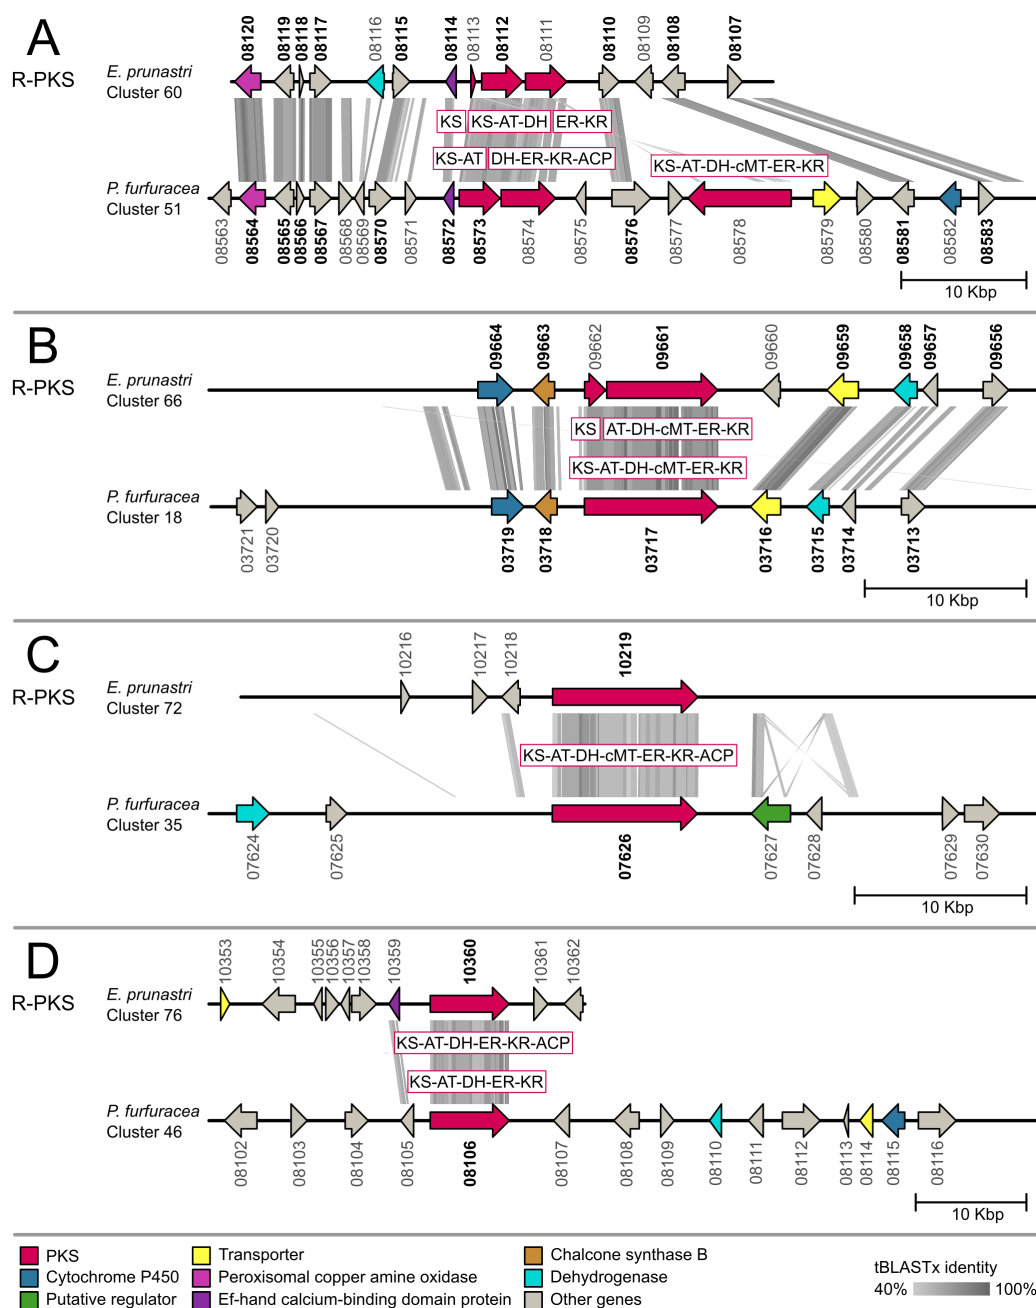 A
R-PKS
E. prunastri
Cluster 60
08120 08119 08118 08117 08116 08115 08114 08113 08112 08111 08110 08109 08108 08107
KS KS-AT-DH ER-KR
KS-AT DH-ER-KR-ACP KS-AT-DH-cMT-ER-KR
P. furfuracea
Cluster 51
08563 08564 08565 08566 08567 08568 08569 08570 08571 08572 08573 08574 08575 08576 08577 08578 08579 08580 08581 08582 08583
10 Kbp
B
R-PKS
E. prunastri
Cluster 66
09664 09663 09662 09661 09660 09659 09658 09657 09656
KS AT-DH-cMT-ER-KR
KS-AT-DH-cMT-ER-KR
P. furfuracea
Cluster 18
03721 03720 03719 03718 03717 03716 03715 03714 03713
10 Kbp
C
R-PKS
E. prunastri
Cluster 72
10216 10217 10218 10219
KS-AT-DH-cMT-ER-KR-ACP
P. furfuracea
Cluster 35
07624 07625 07626 07627 07628 07629 07630
10 Kbp
D
R-PKS
E. prunastri
Cluster 76
10353 10354 10355 10356 10357 10358 10359 10360 10361 10362
KS-AT-DH-ER-KR-ACP
KS-AT-DH-ER-KR
P. furfuracea
Cluster 46
08102 08103 08104 08105 08106 08107 08108 08109 08110 08111 08112 08113 08114 08115 08116
10 Kbp
PKS Transporter Chalcone synthase B
Cytochrome P450 Peroxisomal copper amine oxidase Dehydrogenase
Putative regulator Ef-hand calcium-binding domain protein Other genes
tBLASTx identity
40% 100%